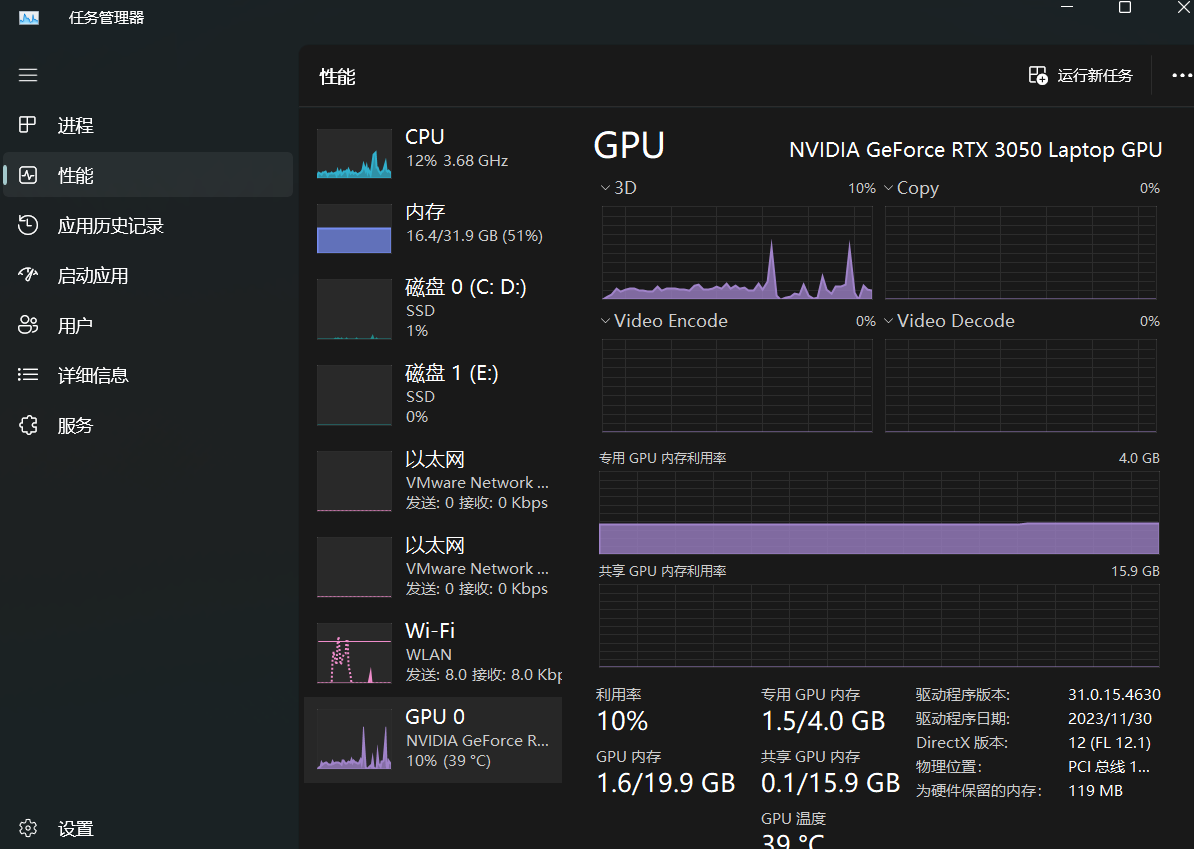 任务管理器
性能
运行新任务
进程
性能
应用历史记录
启动应用
用户
详细信息
服务
设置
CPU
12% 3.68 GHz
内存
16.4/31.9 GB (51%)
磁盘 0 (C: D:)
SSD
1%
磁盘 1 (E:)
SSD
0%
以太网
VMware Network ...
发送: 0 接收: 0 Kbps
以太网
VMware Network ...
发送: 0 接收: 0 Kbps
Wi-Fi
WLAN
发送: 8.0 接收: 8.0 Kbp
GPU 0
NVIDIA GeForce R...
10% (39 °C)
GPU NVIDIA GeForce RTX 3050 Laptop GPU
3D 10% Copy 0%
Video Encode 0% Video Decode 0%
专用 GPU 内存利用率 4.0 GB
共享 GPU 内存利用率 15.9 GB
利用率
10%
GPU 内存
1.6/19.9 GB
专用 GPU 内存
1.5/4.0 GB
共享 GPU 内存
0.1/15.9 GB
GPU 温度
39 °C
驱动程序版本: 31.0.15.4630
驱动程序日期: 2023/11/30
DirectX 版本: 12 (FL 12.1)
物理位置: PCI 总线 1...
为硬件保留的内存: 119 MB